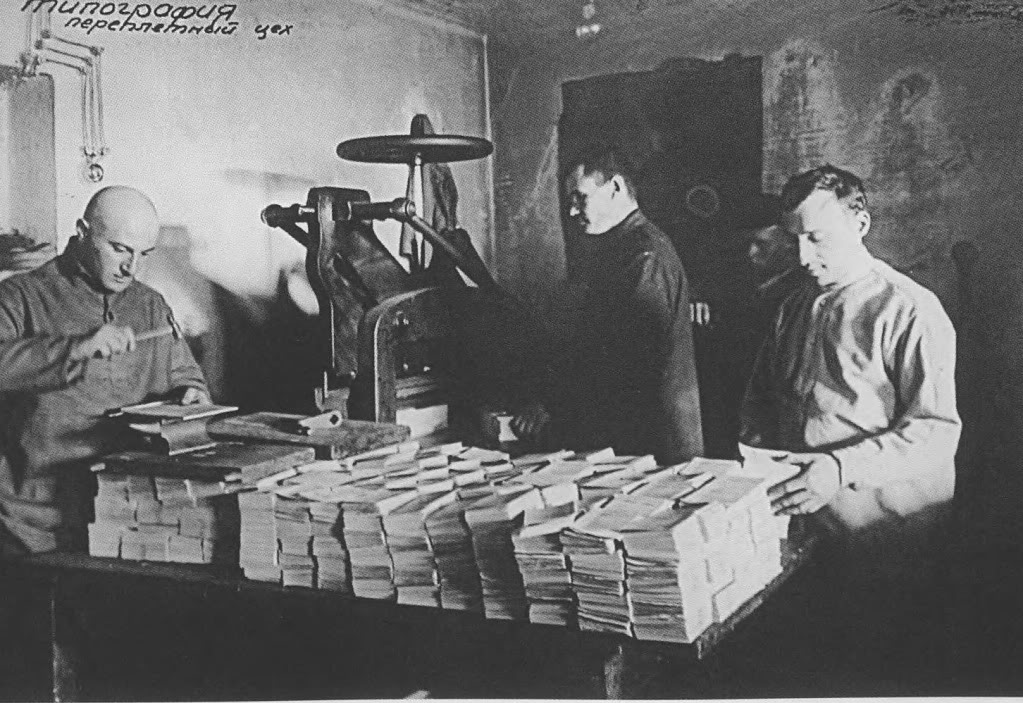 типография
переплетный цех